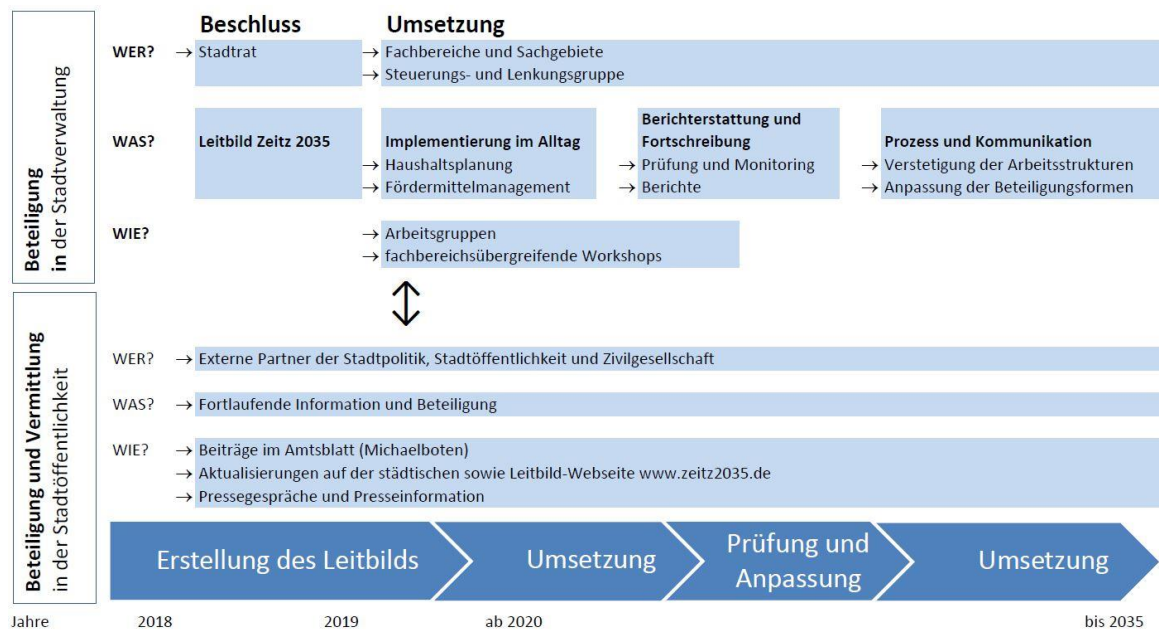 Beschluss
Umsetzung
Beteiligung
in der Stadtverwaltung
WER?
→ Stadtrat
→ Fachbereiche und Sachgebiete
→ Steuerungs- und Lenkungsgruppe
WAS?
Leitbild Zeitz 2035
Implementierung im Alltag
→ Haushaltsplanung
→ Fördermittelmanagement
Berichterstattung und
Fortschreibung
→ Prüfung und Monitoring
→ Berichte
Prozess und Kommunikation
→ Verstetigung der Arbeitsstrukturen
→ Anpassung der Beteiligungsformen
WIE?
→ Arbeitsgruppen
→ fachbereichsübergreifende Workshops
Beteiligung und Vermittlung
in der Stadtöffentlichkeit
WER?
→ Externe Partner der Stadtpolitik, Stadtöffentlichkeit und Zivilgesellschaft
WAS?
→ Fortlaufende Information und Beteiligung
WIE?
→ Beiträge im Amtsblatt (Michaelboten)
→ Aktualisierungen auf der städtischen sowie Leitbild-Webseite www.zeitz2035.de
→ Pressegespräche und Presseinformation
Erstellung des Leitbilds
Umsetzung
Prüfung und
Anpassung
Umsetzung
Jahre
2018
2019
ab 2020
bis 2035